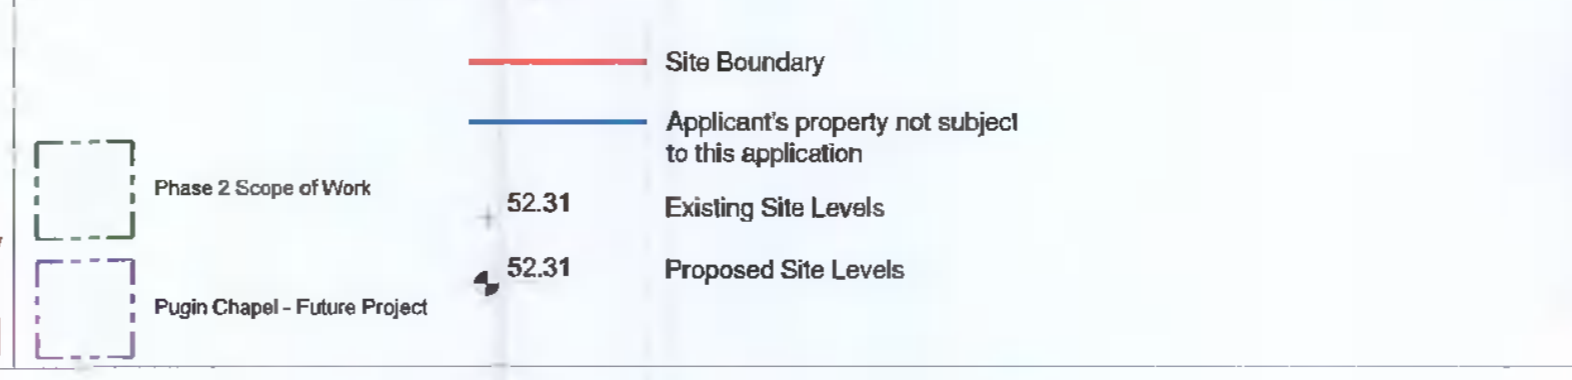 Site Boundary
Applicant's property not subject
to this application
Phase 2 Scope of Work
52.31
Existing Site Levels
52.31
Proposed Site Levels
Pugin Chapel - Future Project